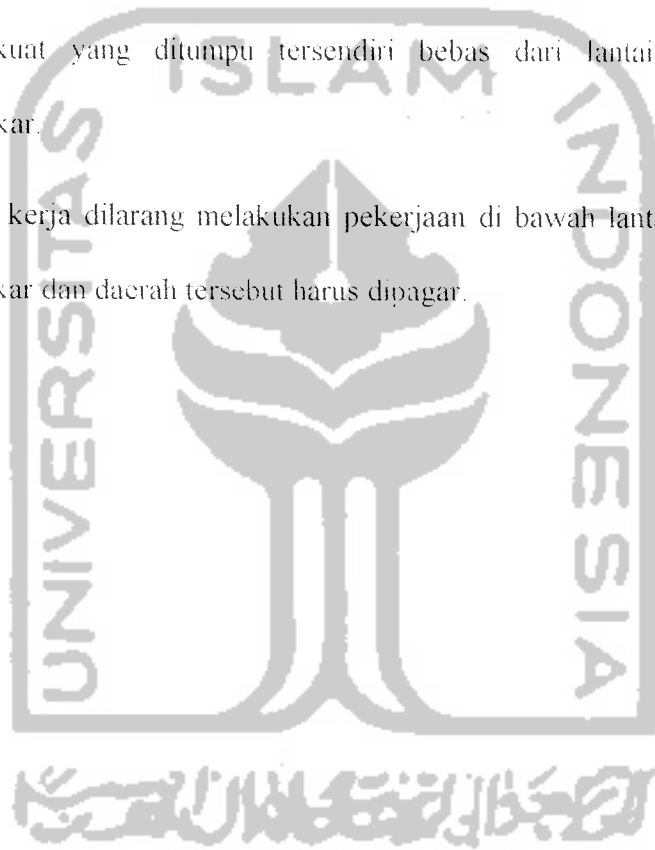 kuat yang ditumpu tersendiri bebas dari lantai
kar.
kerja dilarang melakukan pekerjaan di bawah lant
kar dan daerah tersebut harus dipagar.
UNIVERSITAS
ISLAM
INDONESIA